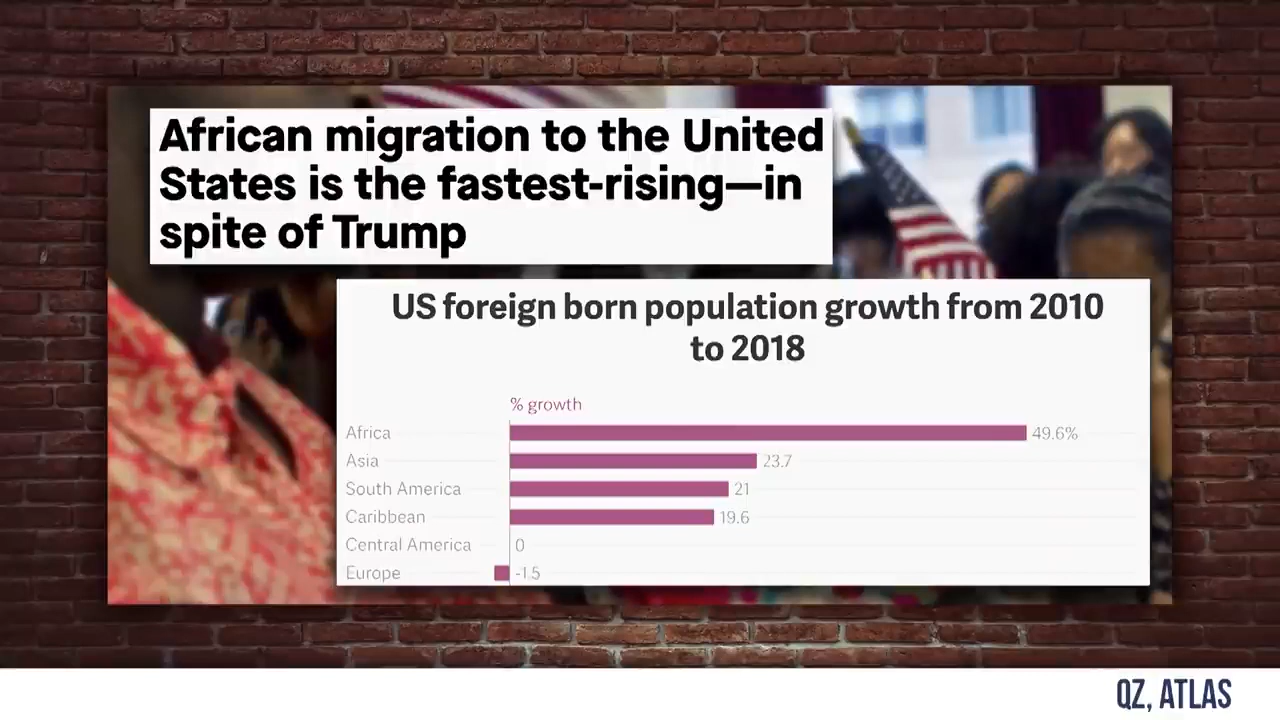 African migration to the United
States is the fastest-rising—in
spite of Trump
US foreign born population growth from 2010
to 2018
% growth
Africa 49.6%
Asia 23.7
South America 21
Caribbean 19.6
Central America 0
Europe -1.5
QZ, ATLAS